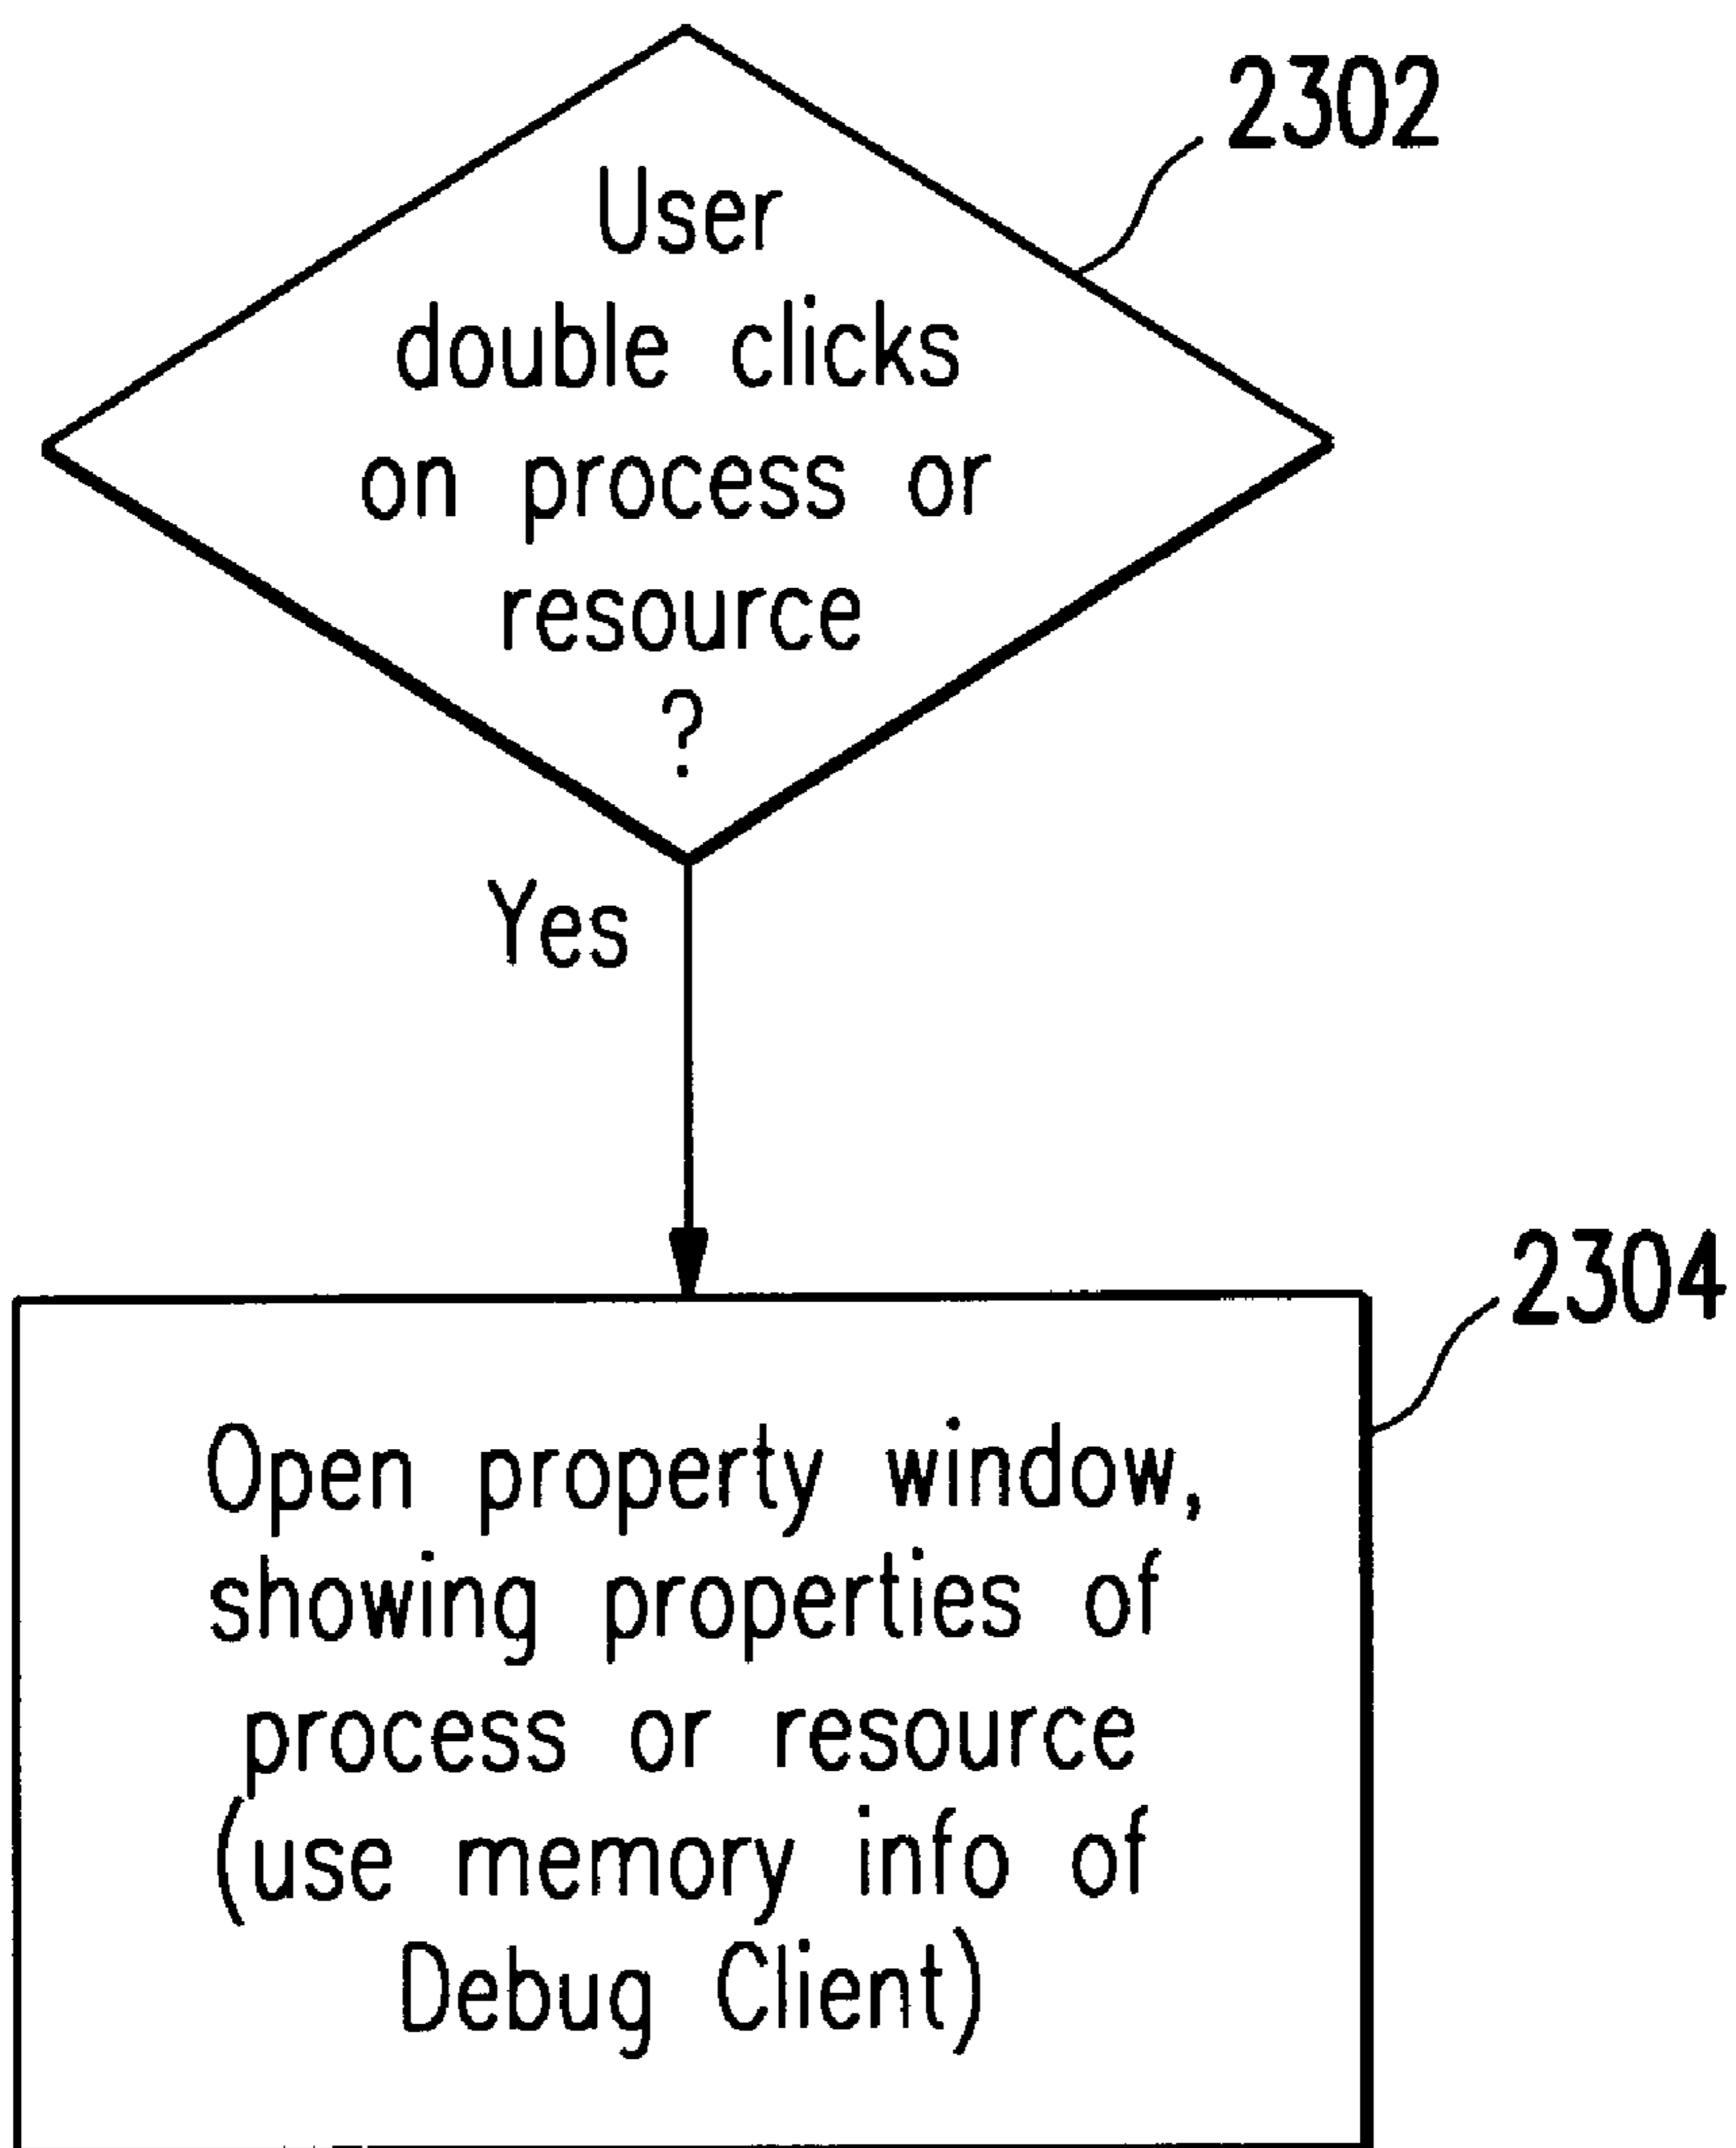 2302
User
double clicks
on process or
resource
?
Yes
2304
Open property window,
showing properties of
process or resource
(use memory info of
Debug Client)